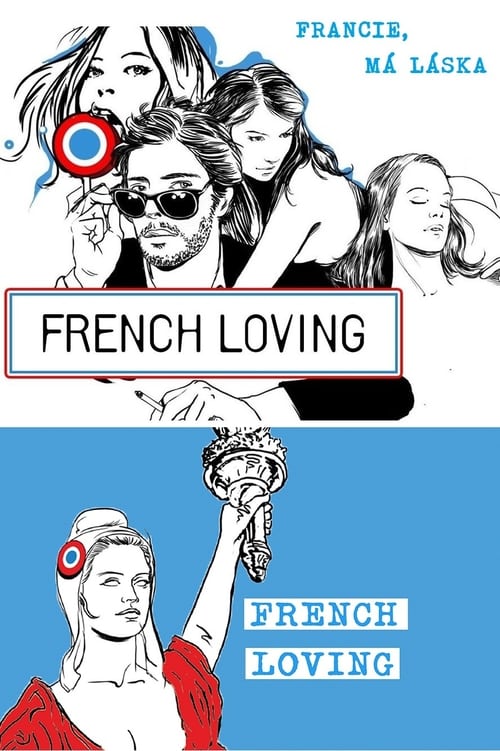 FRANCIE,
MÁ LÁSKA
FRENCH LOVING
FRENCH
LOVING